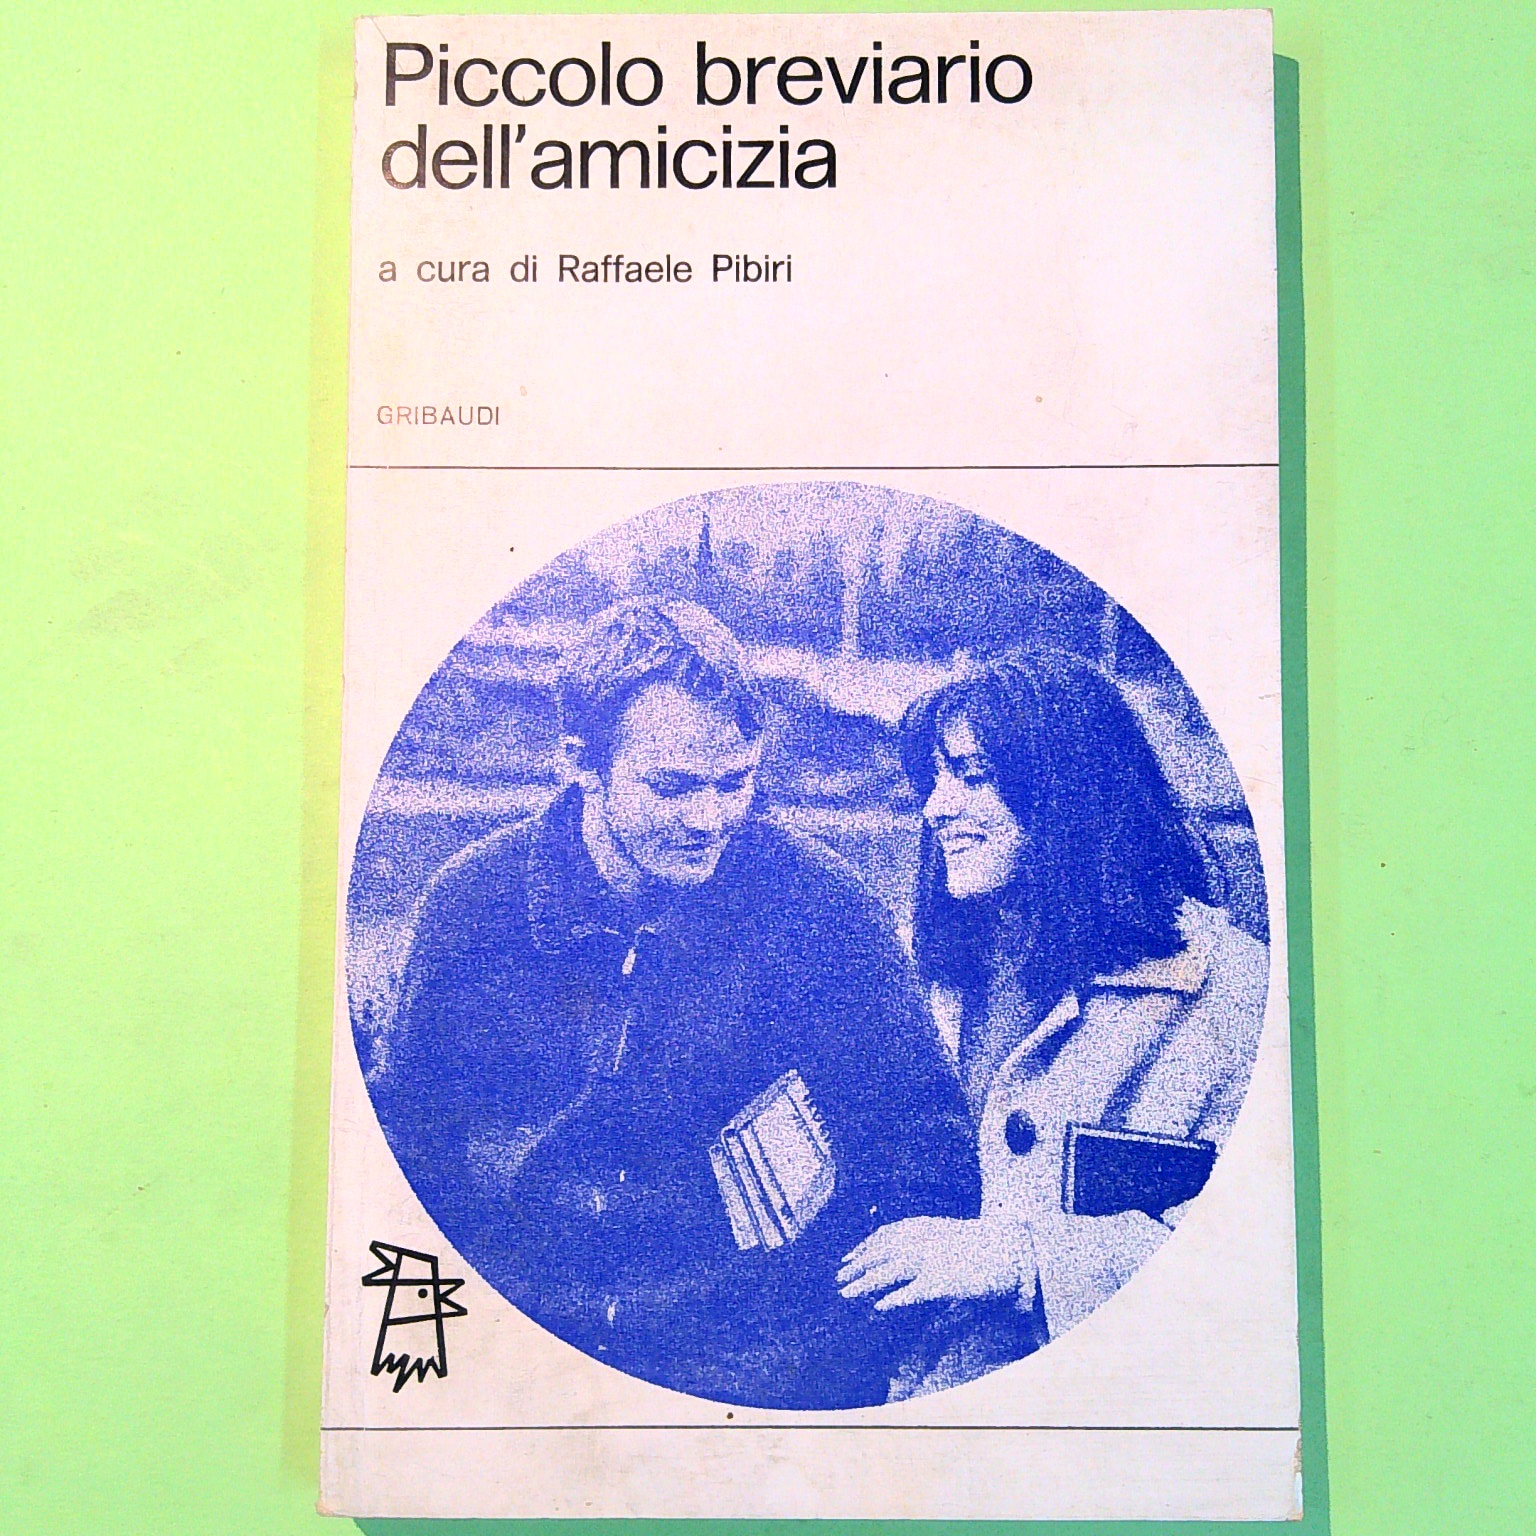 Piccolo breviario
dell'amicizia
a cura di Raffaele Pibiri
GRIBAUDI